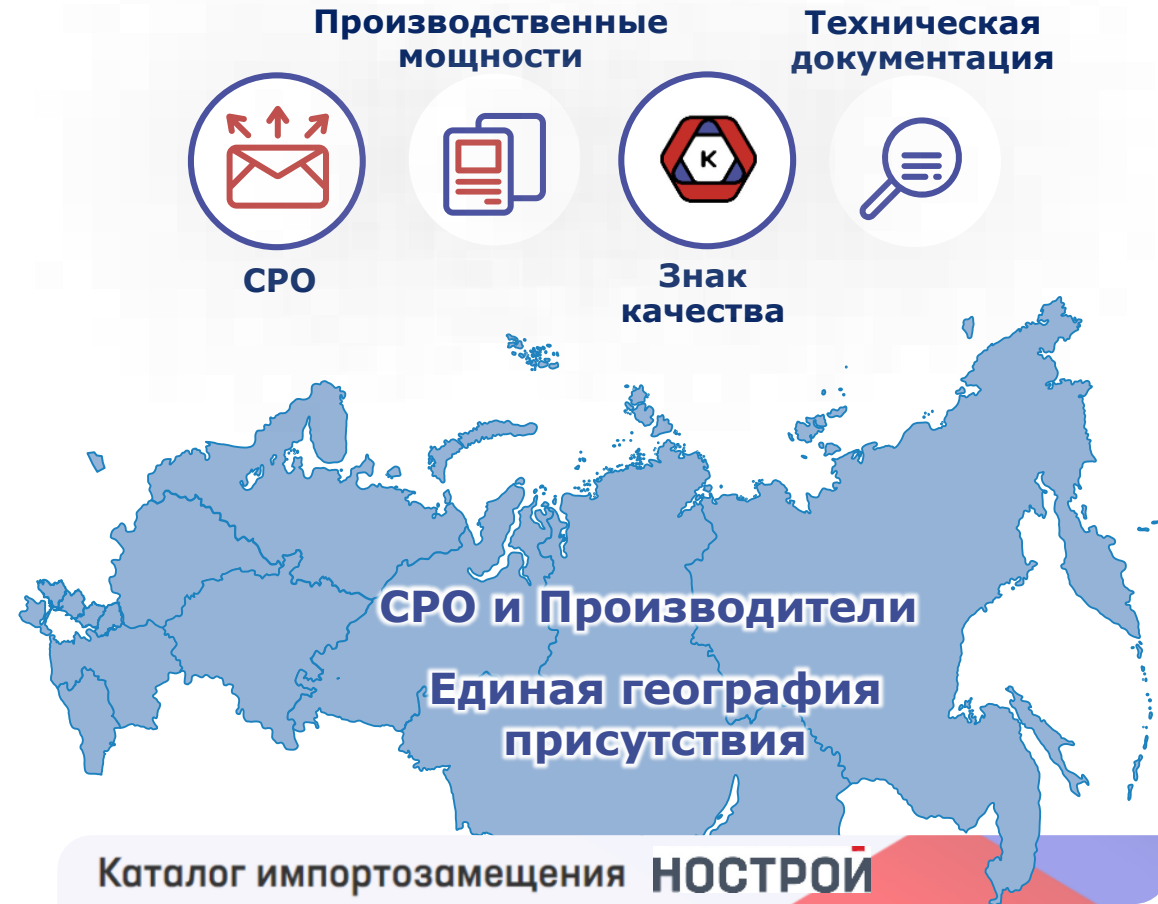 Производственные
мощности
Техническая
документация
К
СРО
Знак
качества
СРО и Производители
Единая география
присутствия
Каталог импортозамещения НОСТРОЙ